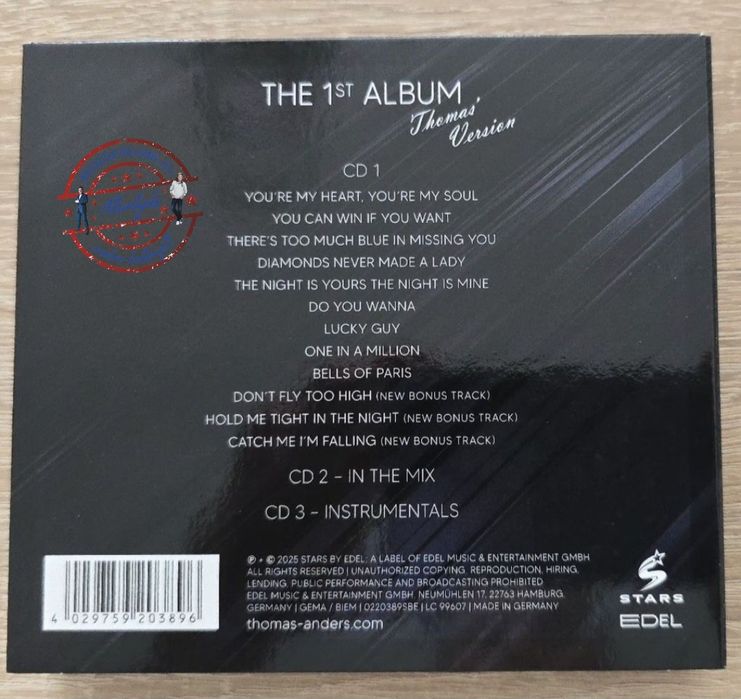 THE 1ST ALBUM
'Thomas' Version
CD 1
YOU'RE MY HEART, YOU'RE MY SOUL
YOU CAN WIN IF YOU WANT
THERE'S TOO MUCH BLUE IN MISSING YOU
DIAMONDS NEVER MADE A LADY
THE NIGHT IS YOURS THE NIGHT IS MINE
DO YOU WANNA
LUCKY GUY
ONE IN A MILLION
BELLS OF PARIS
DON'T FLY TOO HIGH (NEW BONUS TRACK)
HOLD ME TIGHT IN THE NIGHT (NEW BONUS TRACK)
CATCH ME I'M FALLING (NEW BONUS TRACK)
CD 2 – IN THE MIX
CD 3 – INSTRUMENTALS
℗ + © 2025 STARS BY EDEL: A LABEL OF EDEL MUSIC & ENTERTAINMENT GMBH
ALL RIGHTS RESERVED | UNAUTHORIZED COPYING, REPRODUCTION, HIRING,
LENDING, PUBLIC PERFORMANCE AND BROADCASTING PROHIBITED
EDEL MUSIC & ENTERTAINMENT GMBH, NEUMÜHLEN 17, 22763 HAMBURG,
GERMANY | GEMA / BIEM | 0220389SBE | LC 99607 | MADE IN GERMANY
thomas-anders.com
4 029759 203896
STARS
EDEL